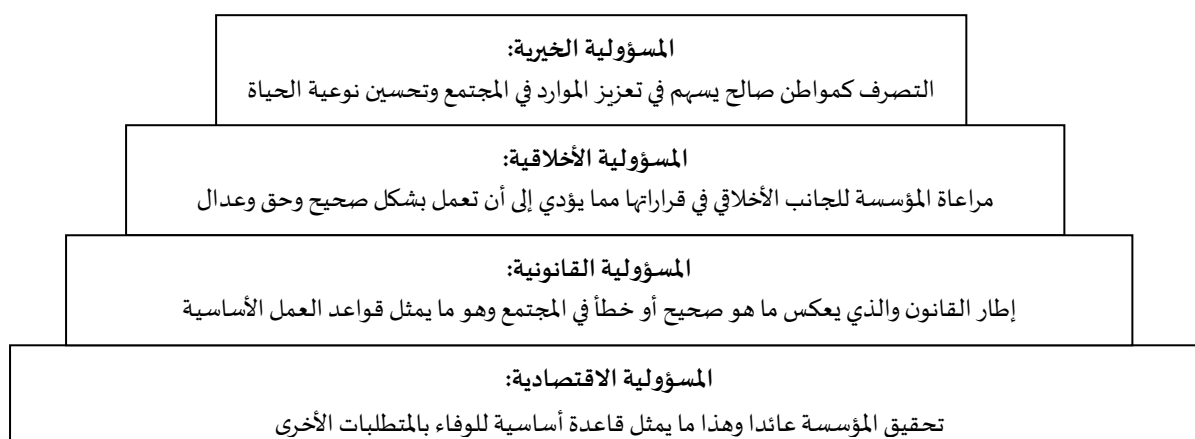 المسؤولية الخيرية:
التصرف كمواطن صالح يسهم في تعزيز الموارد في المجتمع وتحسين نوعية الحياة
المسؤولية الأخلاقية:
مراعاة المؤسسة للجانب الأخلاقي في قراراتها مما يؤدي إلى أن تعمل بشكل صحيح وحق وعدال
المسؤولية القانونية:
إطار القانون والذي يعكس ما هو صحيح أو خطأ في المجتمع وهو ما يمثل قواعد العمل الأساسية
المسؤولية الاقتصادية:
تحقيق المؤسسة عائدا وهذا ما يمثل قاعدة أساسية للوفاء بالمتطلبات الأخرى